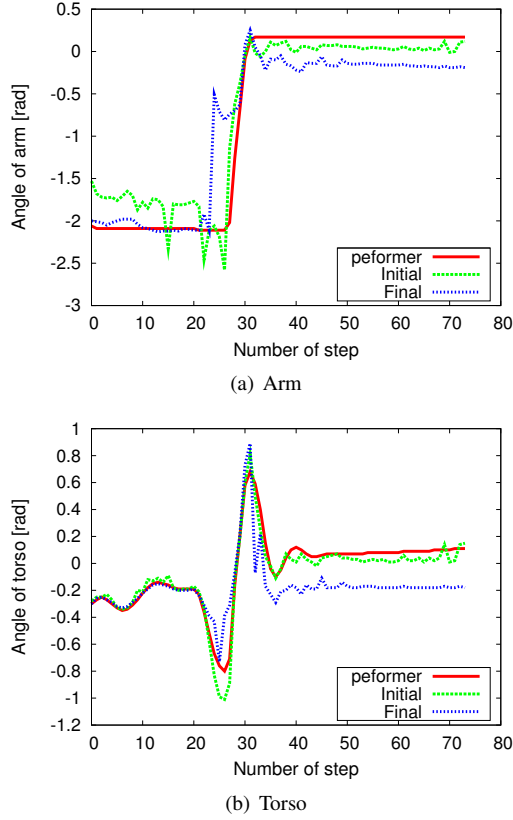 0.5
0
-0.5
-1
-1.5
-2
-2.5
-3
Angle of arm [rad]
peformer
Initial
Final
0 10 20 30 40 50 60 70 80
Number of step
(a) Arm
1
0.8
0.6
0.4
0.2
0
-0.2
-0.4
-0.6
-0.8
-1
-1.2
Angle of torso [rad]
peformer
Initial
Final
0 10 20 30 40 50 60 70 80
Number of step
(b) Torso